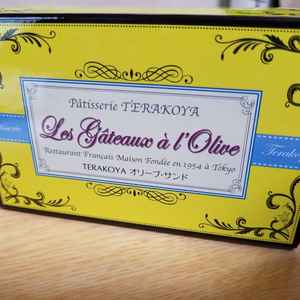 Pâtisserie TERAKOYA
Les Gâteaux à l'Olive
Restaurant Français Maison Fondée en 1954 à Tokyo
TERAKOYA オリーブ・サンド